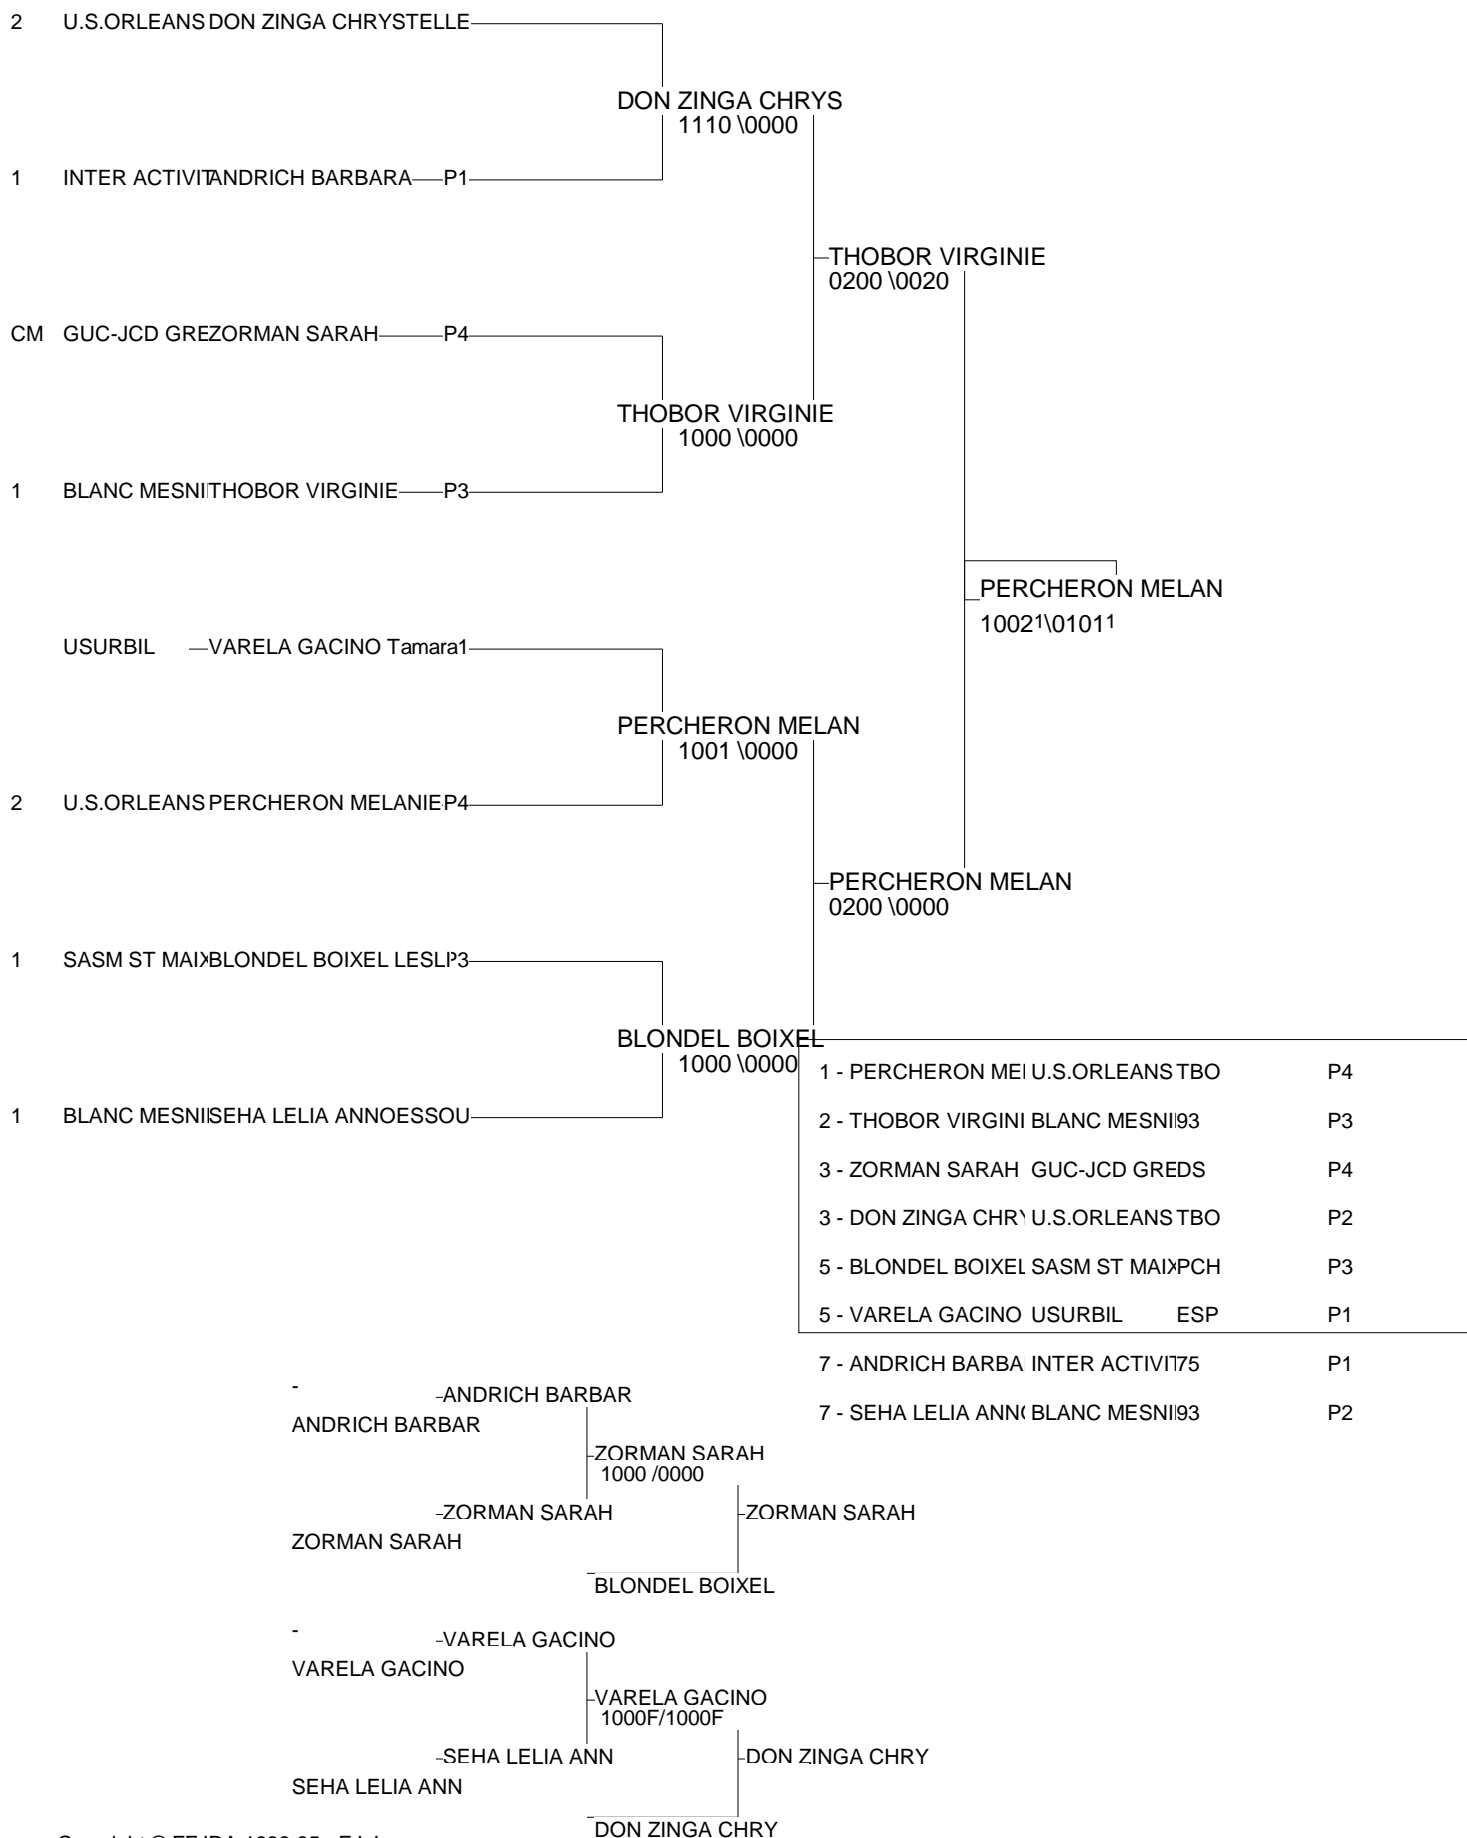 2 U.S.ORLEANS DON ZINGA CHRYSTELLE
DON ZINGA CHRYS
1110 \0000
1 INTER ACTIVIT ANDRICH BARBARA P1
THOBOR VIRGINIE
0200 \0020
CM GUC-JCD GRE ZORMAN SARAH P4
THOBOR VIRGINIE
1000 \0000
1 BLANC MESNI THOBOR VIRGINIE P3
PERCHERON MELAN
10021\01011
USURBIL VARELA GACINO Tamara1
PERCHERON MELAN
1001 \0000
2 U.S.ORLEANS PERCHERON MELANIE P4
PERCHERON MELAN
0200 \0000
1 SASM ST MAIX BLONDEL BOIXEL LESLI P3
BLONDEL BOIXEL
1000 \0000
1 BLANC MESNI SEHA LELIA ANNOESSOU
1 - PERCHERON MEL U.S.ORLEANS TBO P4
2 - THOBOR VIRGINI BLANC MESNI 93 P3
3 - ZORMAN SARAH GUC-JCD GRE DS P4
3 - DON ZINGA CHRY U.S.ORLEANS TBO P2
5 - BLONDEL BOIXEL SASM ST MAIX PCH P3
5 - VARELA GACINO USURBIL ESP P1
7 - ANDRICH BARBA INTER ACTIVIT 75 P1
7 - SEHA LELIA ANN BLANC MESNI 93 P2
-
ANDRICH BARBAR
ANDRICH BARBAR
ZORMAN SARAH
1000 /0000
ZORMAN SARAH
ZORMAN SARAH
ZORMAN SARAH
BLONDEL BOIXEL
-
VARELA GACINO
VARELA GACINO
VARELA GACINO
1000F/1000F
SEHA LELIA ANN
DON ZINGA CHRY
SEHA LELIA ANN
DON ZINGA CHRY